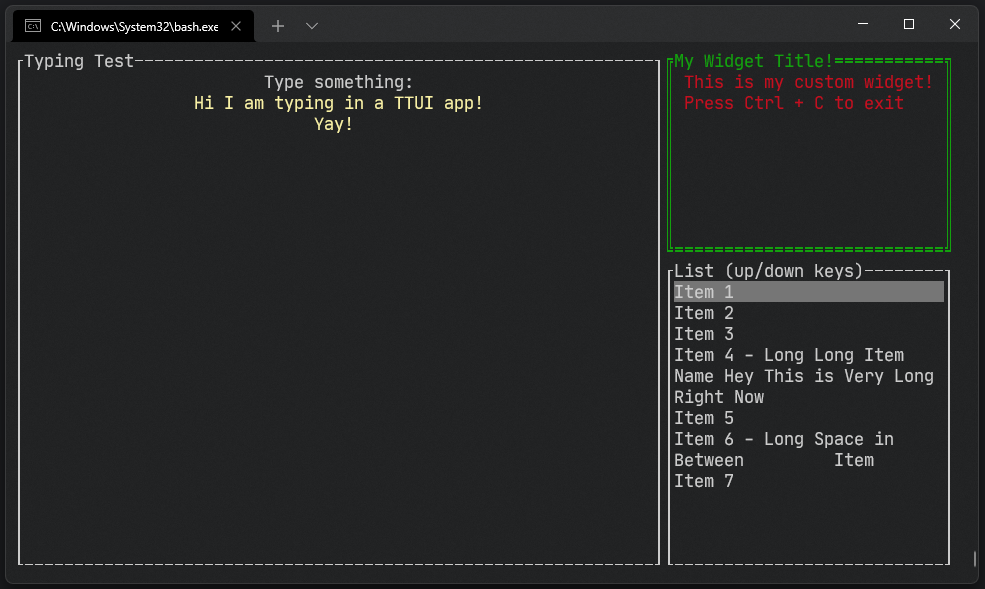 C:\Windows\System32\bash.exe
Typing Test
Type something:
Hi I am typing in a TTUI app!
Yay!
My Widget Title!
This is my custom widget!
Press Ctrl + C to exit
List (up/down keys)
Item 1
Item 2
Item 3
Item 4 - Long Long Item
Name Hey This is Very Long
Right Now
Item 5
Item 6 - Long Space in
Between         Item
Item 7